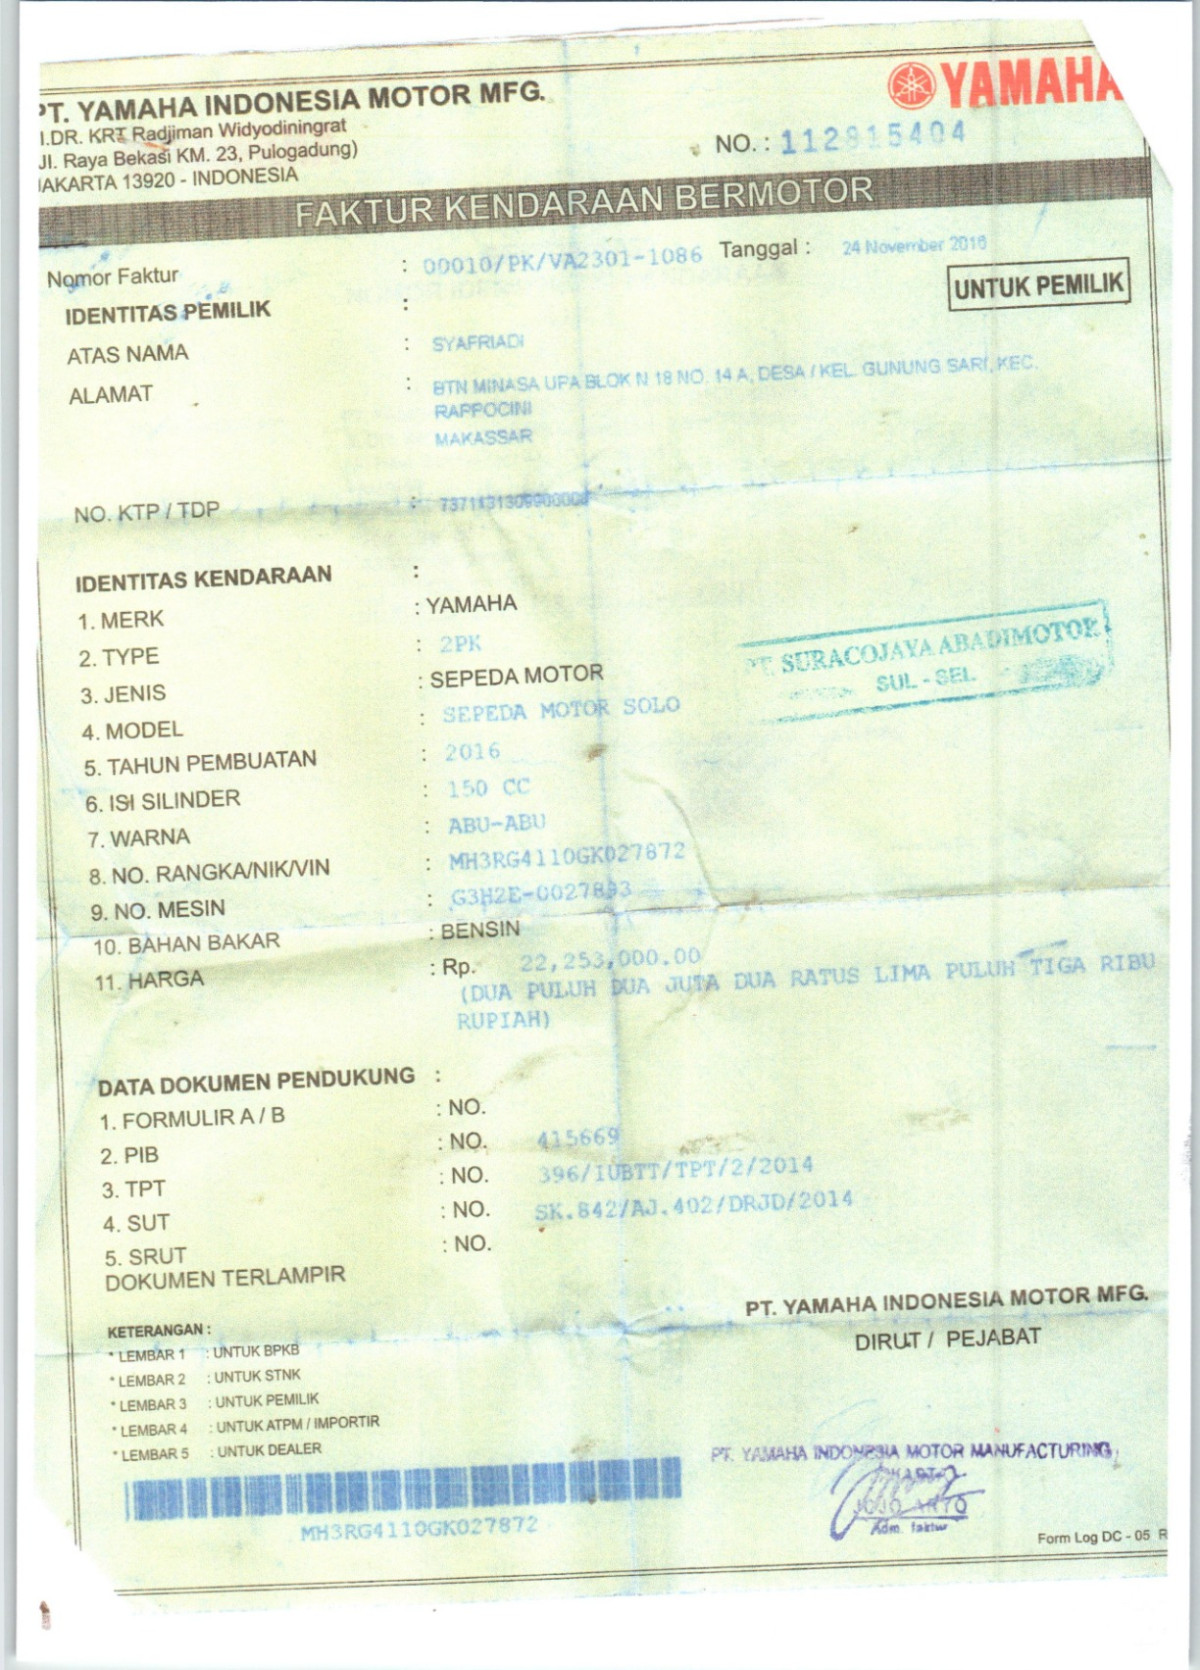 PT. YAMAHA INDONESIA MOTOR MFG.
YAMAHA
Jl.DR. KRT Radjiman Widyodiningrat
(Jl. Raya Bekasi KM. 23, Pulogadung)
JAKARTA 13920 - INDONESIA
NO. : 112815404
FAKTUR KENDARAAN BERMOTOR
Nomor Faktur : 00010/PK/VA2301-1086 Tanggal : 24 November 2016
IDENTITAS PEMILIK :
UNTUK PEMILIK
ATAS NAMA : SYAFRIADI
ALAMAT : BTN MINASA UPA BLOK N 18 NO. 14 A, DESA / KEL. GUNUNG SARI, KEC.
RAPPOCINI
MAKASSAR
NO. KTP / TDP :
IDENTITAS KENDARAAN :
1. MERK : YAMAHA
2. TYPE : 2PK
3. JENIS : SEPEDA MOTOR
4. MODEL : SEPEDA MOTOR SOLO
5. TAHUN PEMBUATAN : 2016
6. ISI SILINDER : 150 CC
7. WARNA : ABU-ABU
8. NO. RANGKA/NIK/VIN : MH3RG4110GK027872
9. NO. MESIN : G3H2E-0027893
10. BAHAN BAKAR : BENSIN
11. HARGA : Rp. 22,253,000.00
(DUA PULUH DUA JUTA DUA RATUS LIMA PULUH TIGA RIBU
RUPIAH)
PT. SURACOJAYA ABADIMOTOR
SUL - SEL
DATA DOKUMEN PENDUKUNG :
1. FORMULIR A / B : NO.
2. PIB : NO. 415669
3. TPT : NO. 396/IUBTT/TPT/2/2014
4. SUT : NO. SK.842/AJ.402/DRJD/2014
5. SRUT : NO.
DOKUMEN TERLAMPIR
PT. YAMAHA INDONESIA MOTOR MFG.
DIRUT / PEJABAT
KETERANGAN :
* LEMBAR 1 : UNTUK BPKB
* LEMBAR 2 : UNTUK STNK
* LEMBAR 3 : UNTUK PEMILIK
* LEMBAR 4 : UNTUK ATPM / IMPORTIR
* LEMBAR 5 : UNTUK DEALER
PT. YAMAHA INDONESIA MOTOR MANUFACTURING
Adm. faktur
MH3RG4110GK027872
Form Log DC - 05 R